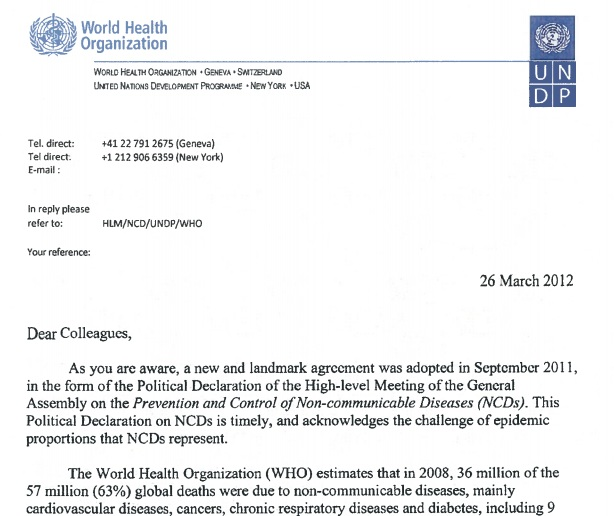 World Health
Organization
UN
DP
WORLD HEALTH ORGANIZATION • GENEVA • SWITZERLAND
UNITED NATIONS DEVELOPMENT PROGRAMME • NEW YORK • USA
Tel. direct: +41 22 791 2675 (Geneva)
Tel direct: +1 212 906 6359 (New York)
E-mail :
In reply please
refer to: HLM/NCD/UNDP/WHO
Your reference:
26 March 2012
Dear Colleagues,
As you are aware, a new and landmark agreement was adopted in September 2011,
in the form of the Political Declaration of the High-level Meeting of the General
Assembly on the Prevention and Control of Non-communicable Diseases (NCDs). This
Political Declaration on NCDs is timely, and acknowledges the challenge of epidemic
proportions that NCDs represent.
The World Health Organization (WHO) estimates that in 2008, 36 million of the
57 million (63%) global deaths were due to non-communicable diseases, mainly
cardiovascular diseases, cancers, chronic respiratory diseases and diabetes, including 9